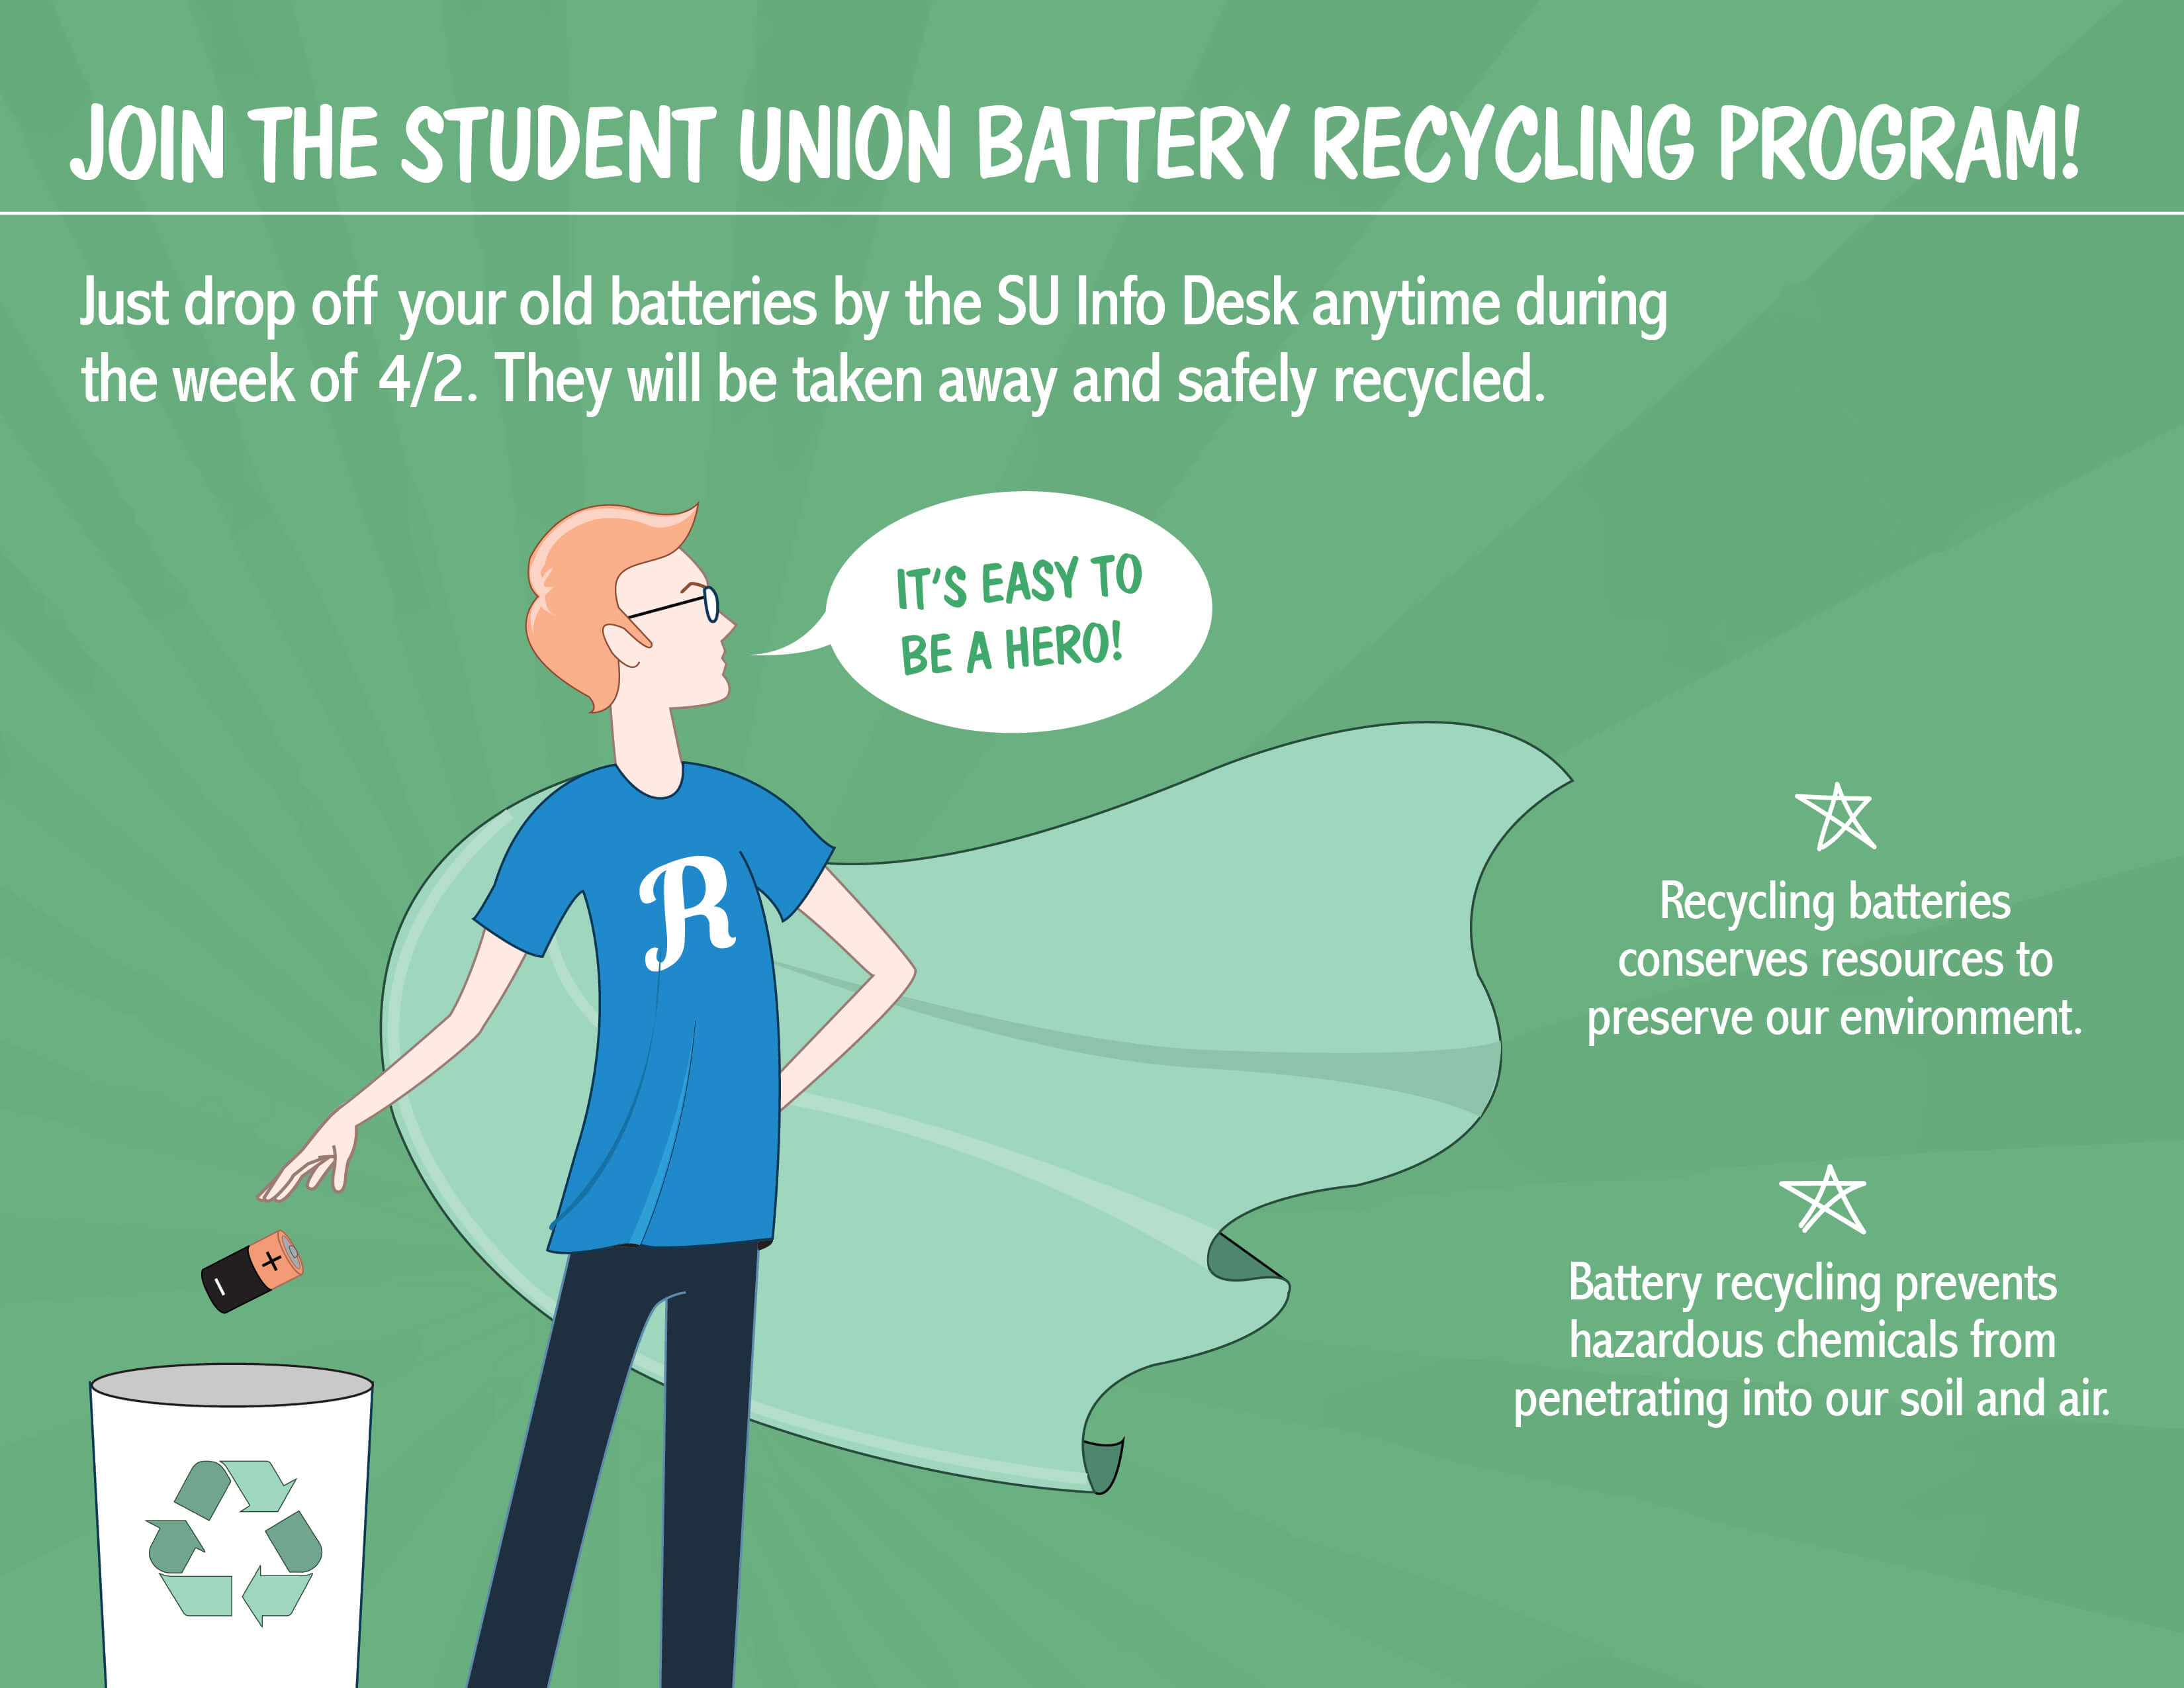 JOIN THE STUDENT UNION BATTERY RECYCLING PROGRAM!
Just drop off your old batteries by the SU Info Desk anytime during
the week of 4/2. They will be taken away and safely recycled.
IT'S EASY TO
BE A HERO!
R
Recycling batteries
conserves resources to
preserve our environment.
+
–
Battery recycling prevents
hazardous chemicals from
penetrating into our soil and air.